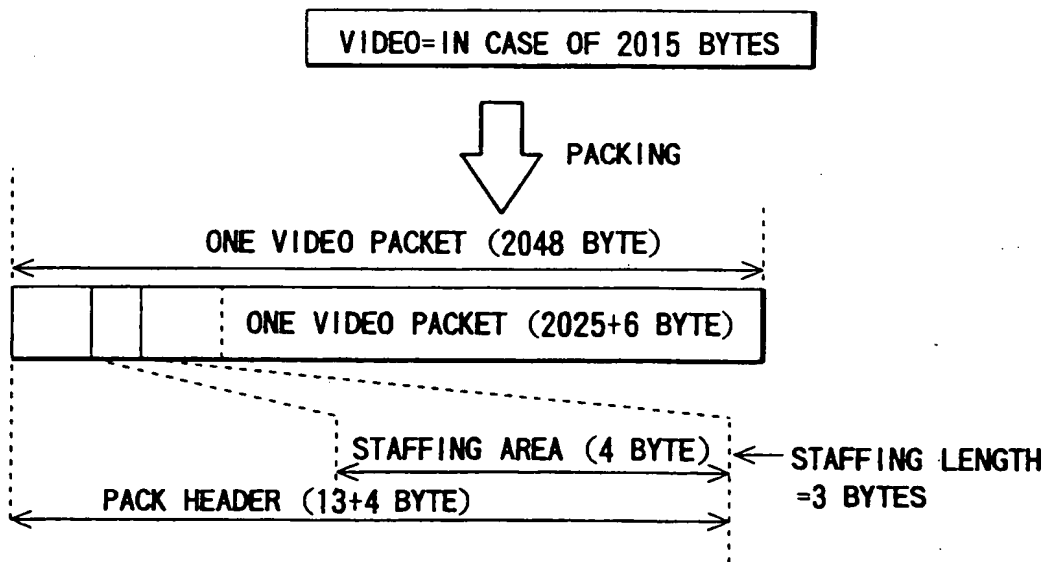 VIDEO=IN CASE OF 2015 BYTES
PACKING
ONE VIDEO PACKET (2048 BYTE)
ONE VIDEO PACKET (2025+6 BYTE)
STAFFING AREA (4 BYTE)
STAFFING LENGTH
=3 BYTES
PACK HEADER (13+4 BYTE)